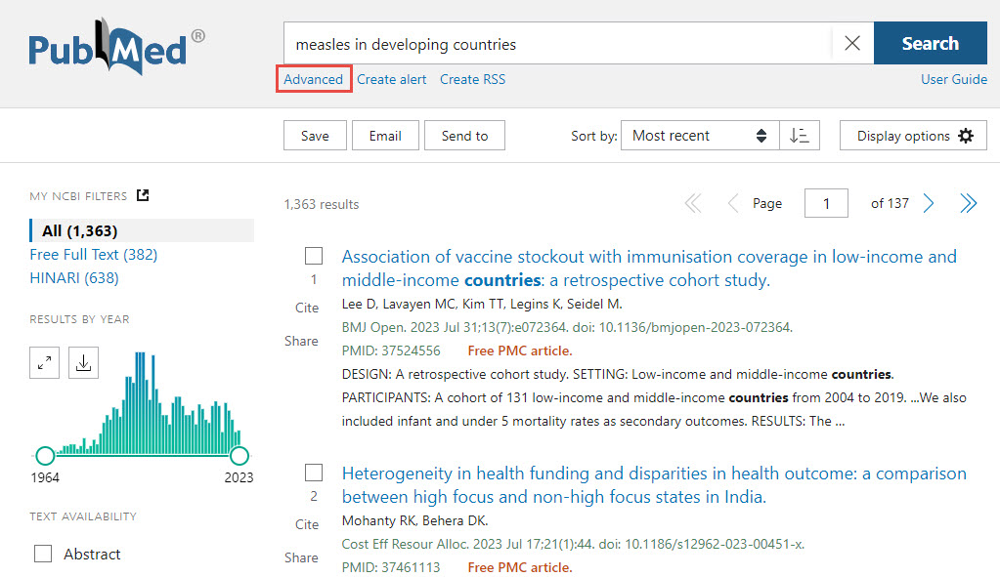 PubMed®
measles in developing countries
Search
Advanced Create alert Create RSS User Guide
Save Email Send to Sort by: Most recent Display options
MY NCBI FILTERS
All (1,363)
Free Full Text (382)
HINARI (638)
RESULTS BY YEAR
1964 2023
TEXT AVAILABILITY
Abstract
1,363 results Page 1 of 137
1
Cite
Share
Association of vaccine stockout with immunisation coverage in low-income and
middle-income countries: a retrospective cohort study.
Lee D, Lavayen MC, Kim TT, Legins K, Seidel M.
BMJ Open. 2023 Jul 31;13(7):e072364. doi: 10.1136/bmjopen-2023-072364.
PMID: 37524556 Free PMC article.
DESIGN: A retrospective cohort study. SETTING: Low-income and middle-income countries.
PARTICIPANTS: A cohort of 131 low-income and middle-income countries from 2004 to 2019. ...We also
included infant and under 5 mortality rates as secondary outcomes. RESULTS: The ...
2
Cite
Share
Heterogeneity in health funding and disparities in health outcome: a comparison
between high focus and non-high focus states in India.
Mohanty RK, Behera DK.
Cost Eff Resour Alloc. 2023 Jul 17;21(1):44. doi: 10.1186/s12962-023-00451-x.
PMID: 37461113 Free PMC article.